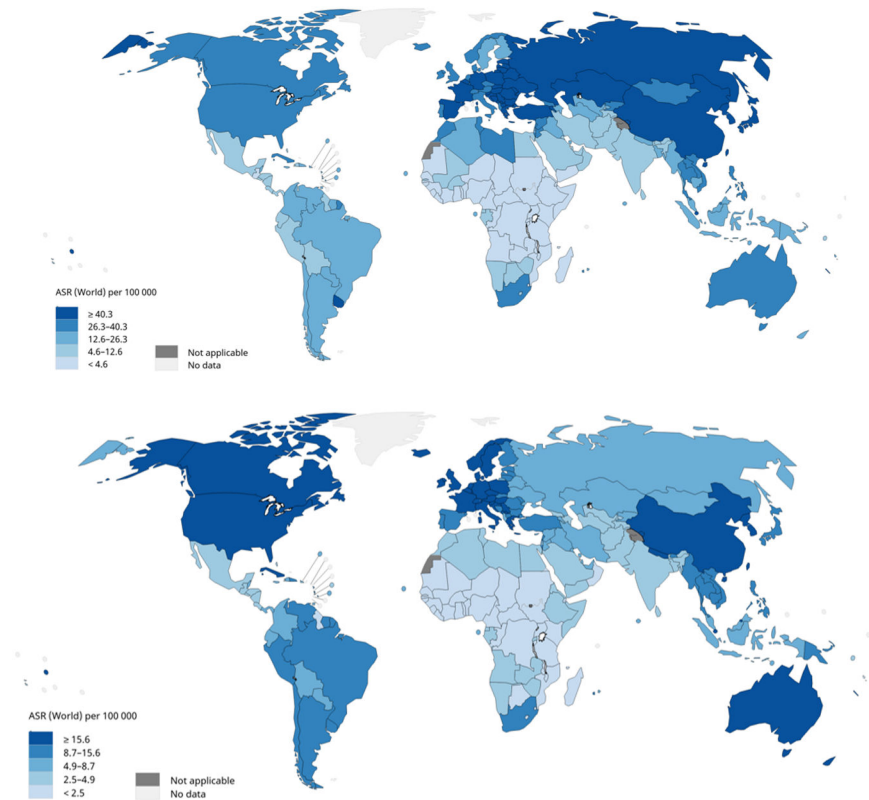 ASR (World) per 100 000
≥ 40.3
26.3–40.3
12.6–26.3
4.6–12.6
< 4.6
Not applicable
No data
ASR (World) per 100 000
≥ 15.6
8.7–15.6
4.9–8.7
2.5–4.9
< 2.5
Not applicable
No data